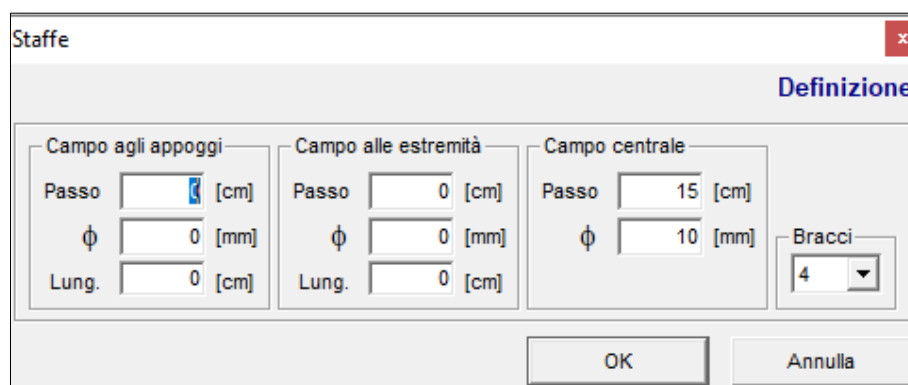 Staffe x
Definizione
Campo agli appoggi Campo alle estremità Campo centrale
Passo 0 [cm] Passo 0 [cm] Passo 15 [cm]
ϕ 0 [mm] ϕ 0 [mm] ϕ 10 [mm] Bracci
Lung. 0 [cm] Lung. 0 [cm] 4
OK Annulla